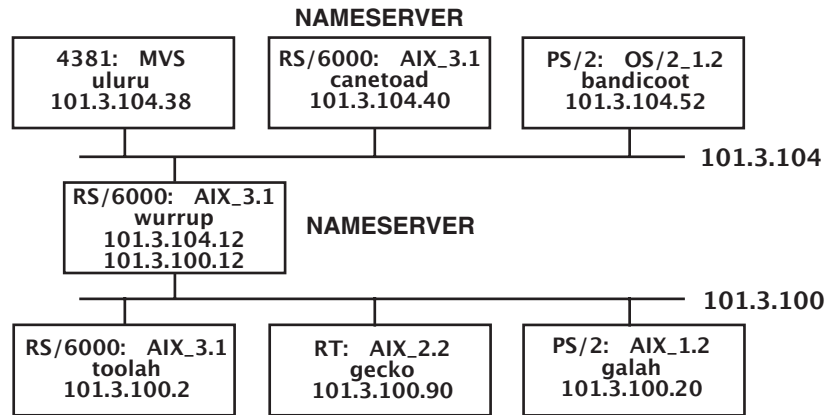 NAMESERVER
4381: MVS
uluru
101.3.104.38
RS/6000: AIX_3.1
canetoad
101.3.104.40
PS/2: OS/2_1.2
bandicoot
101.3.104.52
101.3.104
RS/6000: AIX_3.1
wurrup
101.3.104.12
101.3.100.12
NAMESERVER
101.3.100
RS/6000: AIX_3.1
toolah
101.3.100.2
RT: AIX_2.2
gecko
101.3.100.90
PS/2: AIX_1.2
galah
101.3.100.20